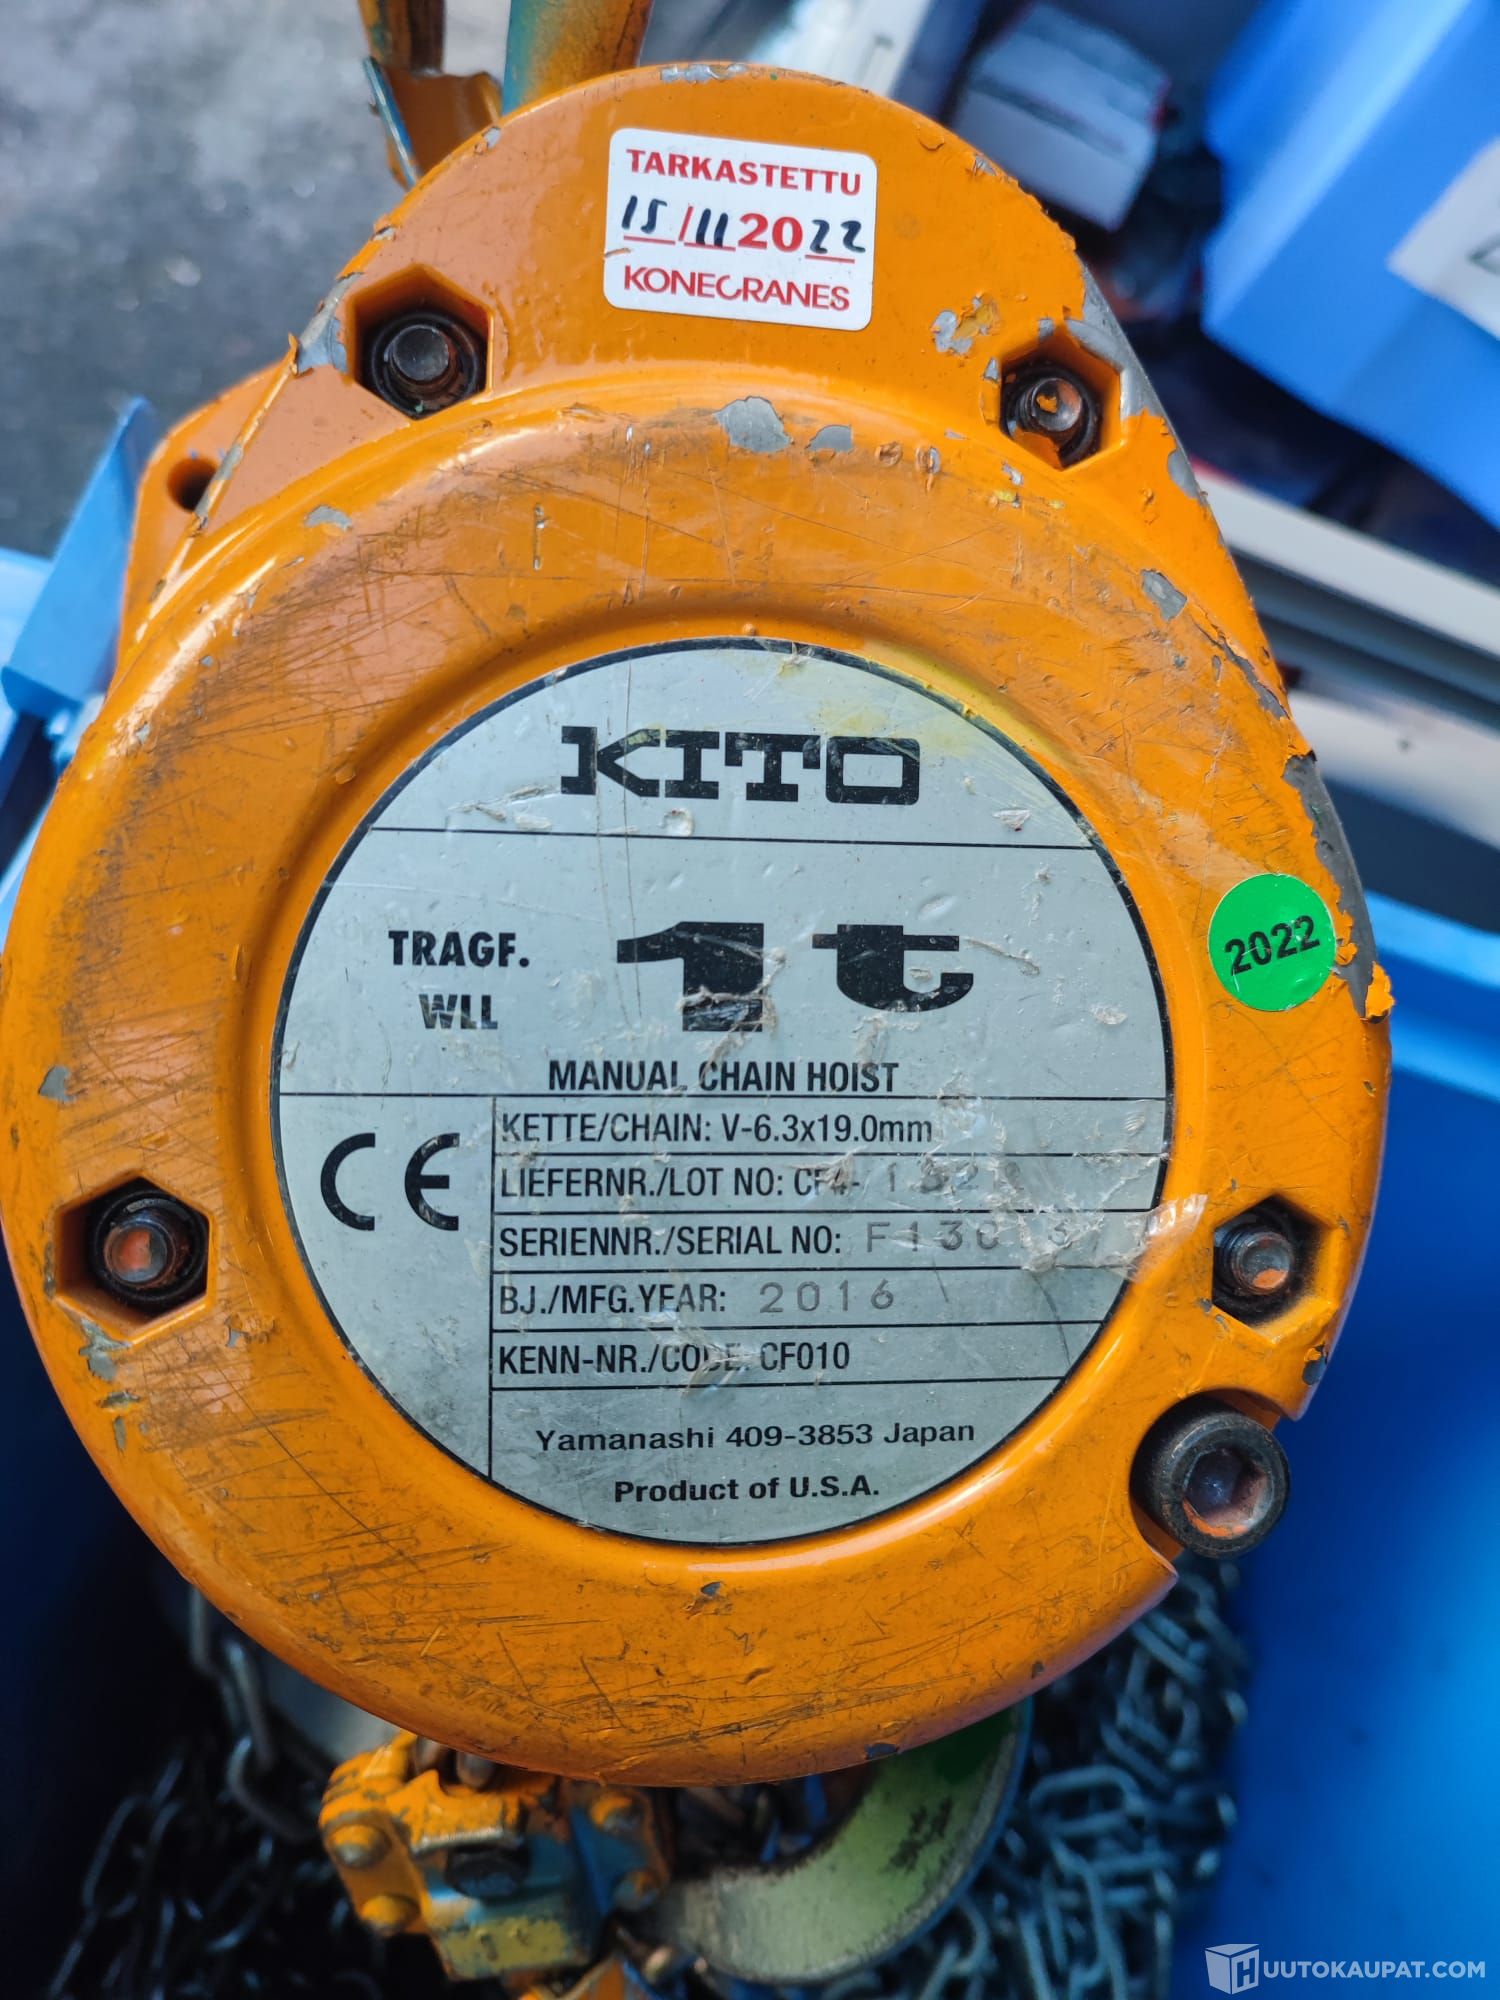 TARKASTETTU
15/11 2022
KONECRANES
KITO
TRAGF.
WLL
1t
MANUAL CHAIN HOIST
2022
CE
KETTE/CHAIN: V-6.3x19.0mm
LIEFERNR./LOT NO: CF4-
SERIENNR./SERIAL NO:
BJ./MFG.YEAR: 2016
KENN-NR./CODE: CF010
Yamanashi 409-3853 Japan
Product of U.S.A.
HUUTOKAUPAT.COM